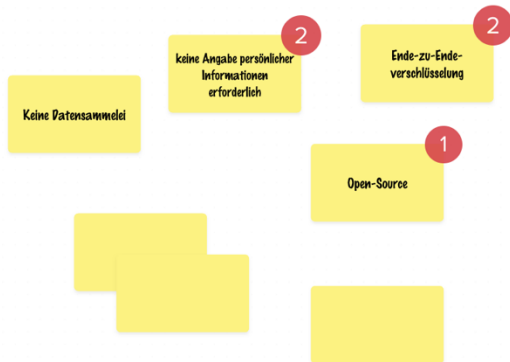 2
keine Angabe persönlicher
Informationen
erforderlich
2
Ende-zu-Ende-
verschlüsselung
Keine Datensammelei
1
Open-Source